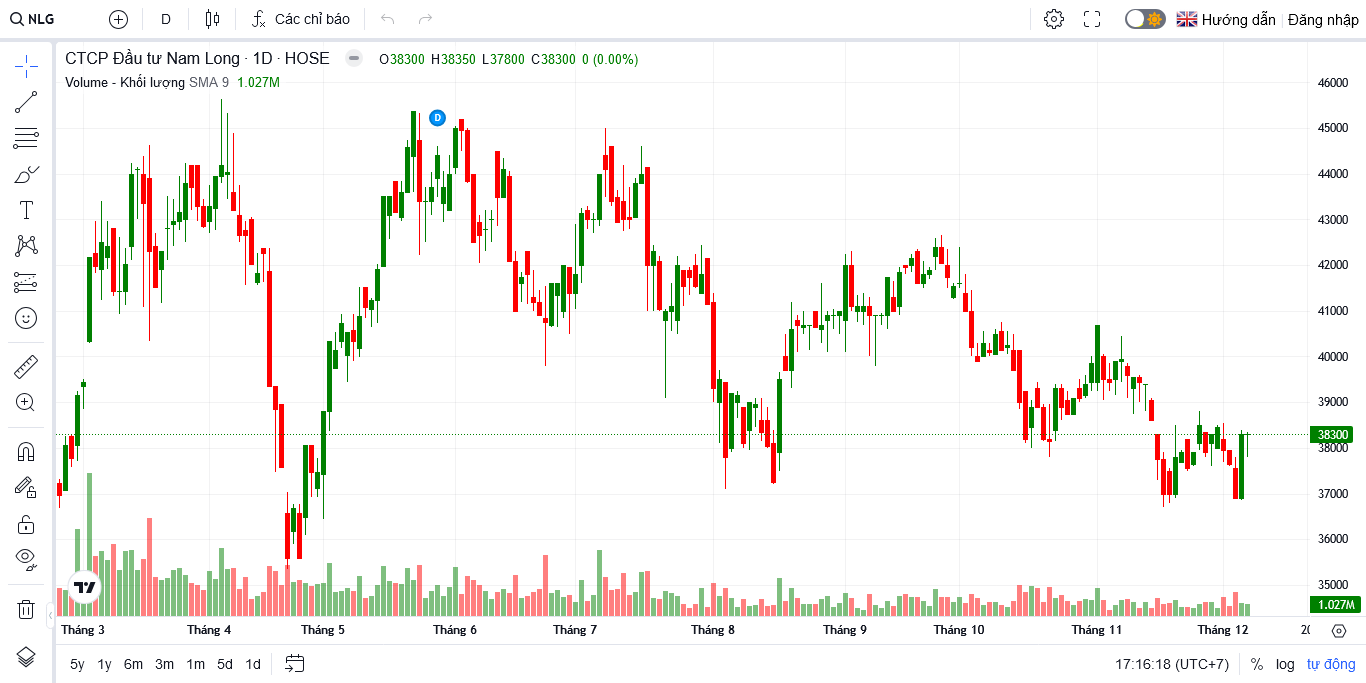 NLG D Các chỉ báo Hướng dẫn Đăng nhập
CTCP Đầu tư Nam Long · 1D · HOSE O38300 H38350 L37800 C38300 0 (0.00%)
Volume - Khối lượng SMA 9 1.027M
D
46000
45000
44000
43000
42000
41000
40000
39000
38300
38000
37000
36000
35000
1.027M
Tháng 3 Tháng 4 Tháng 5 Tháng 6 Tháng 7 Tháng 8 Tháng 9 Tháng 10 Tháng 11 Tháng 12
5y 1y 6m 3m 1m 5d 1d 17:16:18 (UTC+7) % log tự động